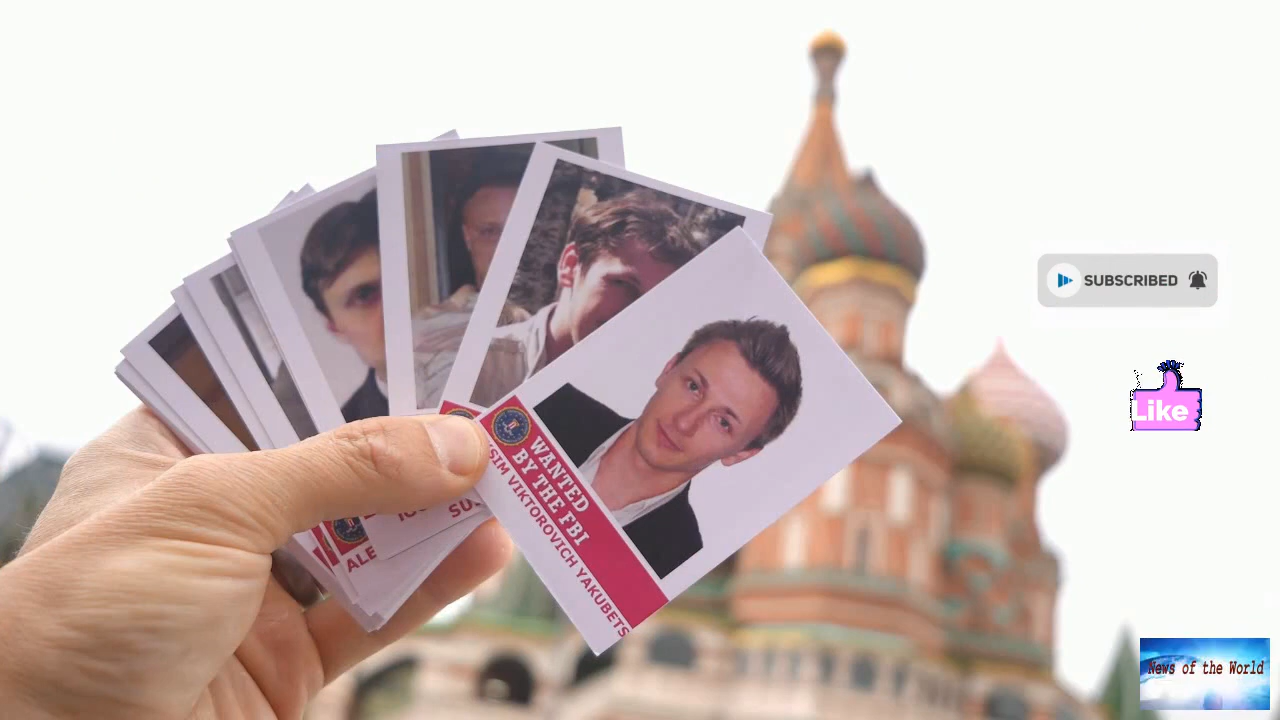 WANTED
BY THE FBI
SIM VIKTOROVICH YAKUBETS
SU
ALE
SUBSCRIBED
Like
News of the World